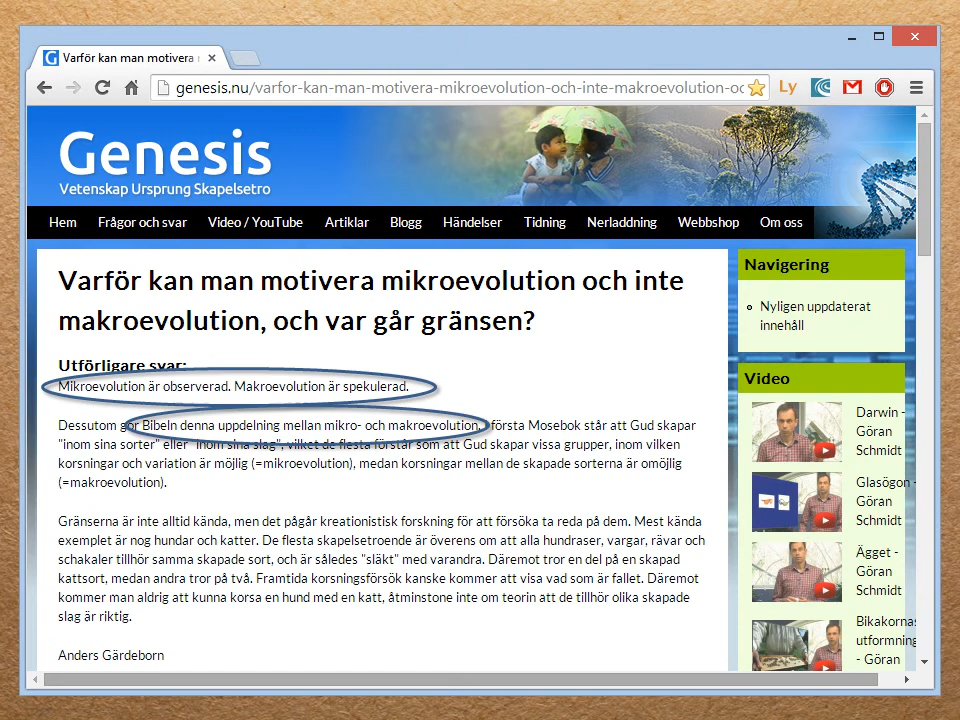 Varför kan man motivera
genesis.nu/varfor-kan-man-motivera-mikroevolution-och-inte-makroevolution-oc
Ly
Genesis
Vetenskap Ursprung Skapelsetro
Hem Frågor och svar Video / YouTube Artiklar Blogg Händelser Tidning Nerladdning Webbshop Om oss
Varför kan man motivera mikroevolution och inte
makroevolution, och var går gränsen?
Utförligare svar:
Mikroevolution är observerad. Makroevolution är spekulerad.
Dessutom gör Bibeln denna uppdelning mellan mikro- och makroevolution. I första Mosebok står att Gud skapar
"inom sina sorter" eller "inom sina slag", vilket de flesta förstår som att Gud skapar vissa grupper, inom vilken
korsningar och variation är möjlig (=mikroevolution), medan korsningar mellan de skapade sorterna är omöjlig
(=makroevolution).
Gränserna är inte alltid kända, men det pågår kreationistisk forskning för att försöka ta reda på dem. Mest kända
exemplet är nog hundar och katter. De flesta skapelsetroende är överens om att alla hundraser, vargar, rävar och
schakaler tillhör samma skapade sort, och är således "släkt" med varandra. Däremot tror en del på en skapad
kattsort, medan andra tror på två. Framtida korsningsförsök kanske kommer att visa vad som är fallet. Däremot
kommer man aldrig att kunna korsa en hund med en katt, åtminstone inte om teorin att de tillhör olika skapade
slag är riktig.
Anders Gärdeborn
Navigering
Nyligen uppdaterat
innehåll
Video
Darwin -
Göran
Schmidt
Glasögon -
Göran
Schmidt
Ägget -
Göran
Schmidt
Bikakornas
utformning
- Göran